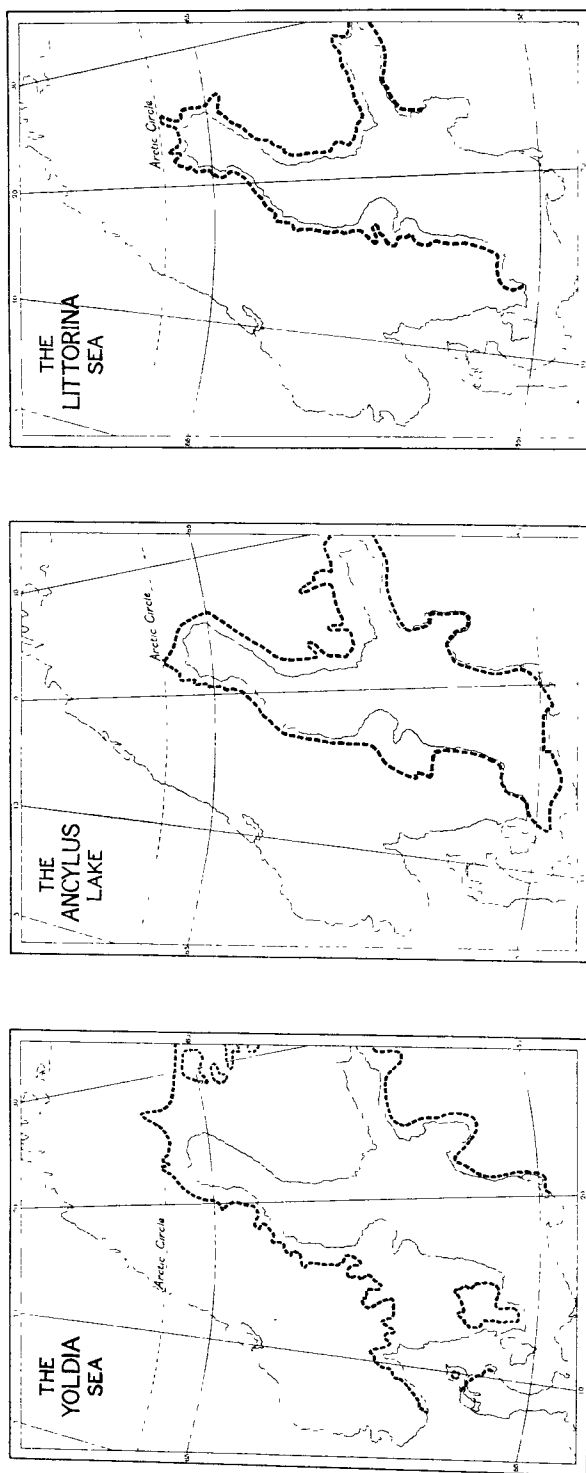 THE
LITTORINA
SEA
Arctic Circle
THE
ANCYLUS
LAKE
Arctic Circle
THE
YOLDIA
SEA
Arctic Circle